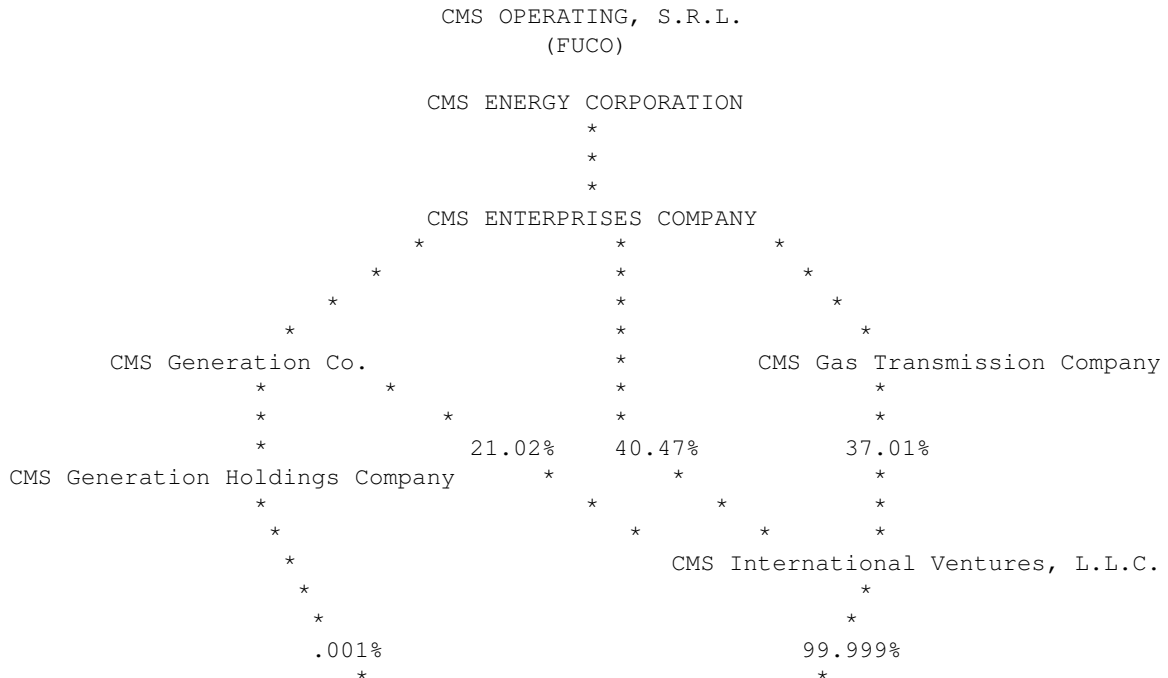 CMS OPERATING, S.R.L.
(FUCO)
CMS ENERGY CORPORATION
*
*
*
CMS ENTERPRISES COMPANY
* * *
* * *
* * *
* * *
CMS Generation Co. * CMS Gas Transmission Company
* * * *
* * * *
* 21.02% 40.47% 37.01%
CMS Generation Holdings Company * * *
* * * *
* * * *
* CMS International Ventures, L.L.C.
* *
* *
.001% 99.999%
* *